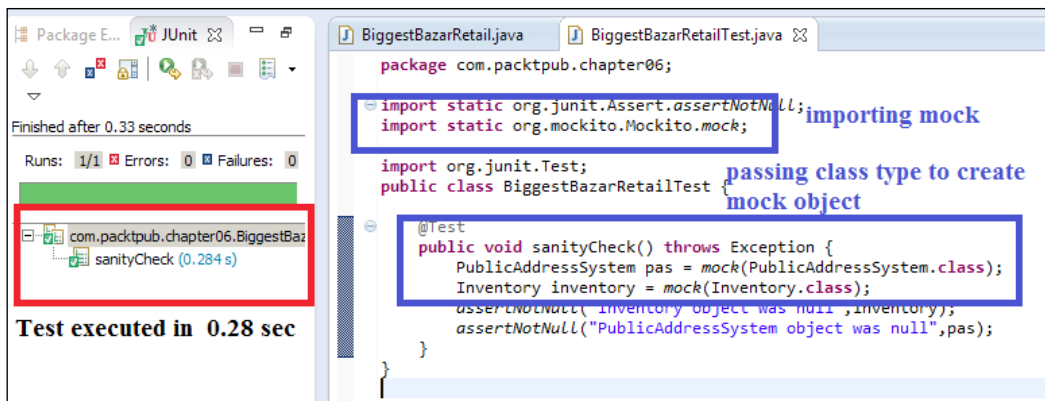 Package E...
JUnit
Finished after 0.33 seconds
Runs: 1/1 Errors: 0 Failures: 0
com.packtpub.chapter06.BiggestBaz
sanityCheck (0.284 s)
Test executed in 0.28 sec
BiggestBazarRetail.java
BiggestBazarRetailTest.java
package com.packtpub.chapter06;
import static org.junit.Assert.assertNotNull;
import static org.mockito.Mockito.mock;
importing mock
import org.junit.Test;
public class BiggestBazarRetailTest {
passing class type to create
mock object
@Test
public void sanityCheck() throws Exception {
PublicAddressSystem pas = mock(PublicAddressSystem.class);
Inventory inventory = mock(Inventory.class);
assertNotNull("Inventory object was null",inventory);
assertNotNull("PublicAddressSystem object was null",pas);
}
}